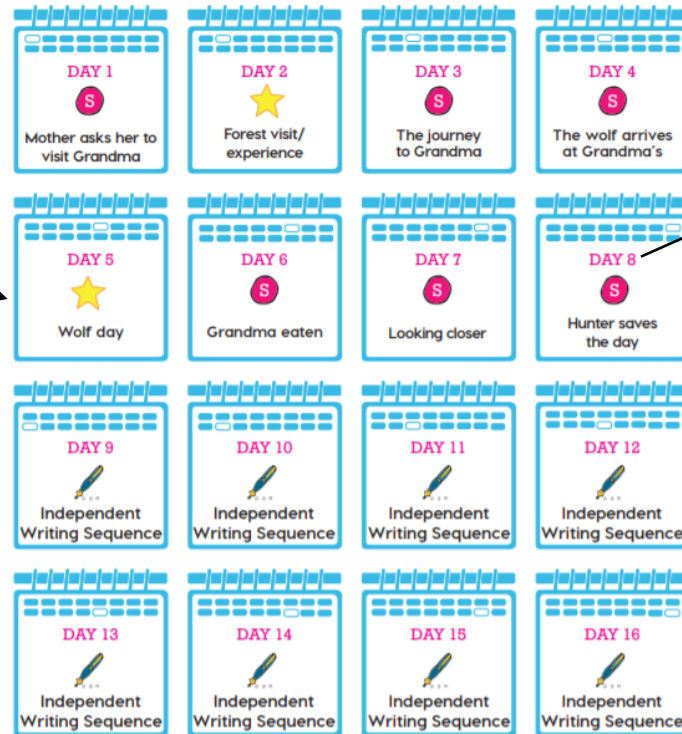 DAY 1
S
Mother asks her to
visit Grandma
DAY 2
Forest visit/
experience
DAY 3
S
The journey
to Grandma
DAY 4
S
The wolf arrives
at Grandma's
DAY 5
Wolf day
DAY 6
S
Grandma eaten
DAY 7
S
Looking closer
DAY 8
S
Hunter saves
the day
DAY 9
Independent
Writing Sequence
DAY 10
Independent
Writing Sequence
DAY 11
Independent
Writing Sequence
DAY 12
Independent
Writing Sequence
DAY 13
Independent
Writing Sequence
DAY 14
Independent
Writing Sequence
DAY 15
Independent
Writing Sequence
DAY 16
Independent
Writing Sequence